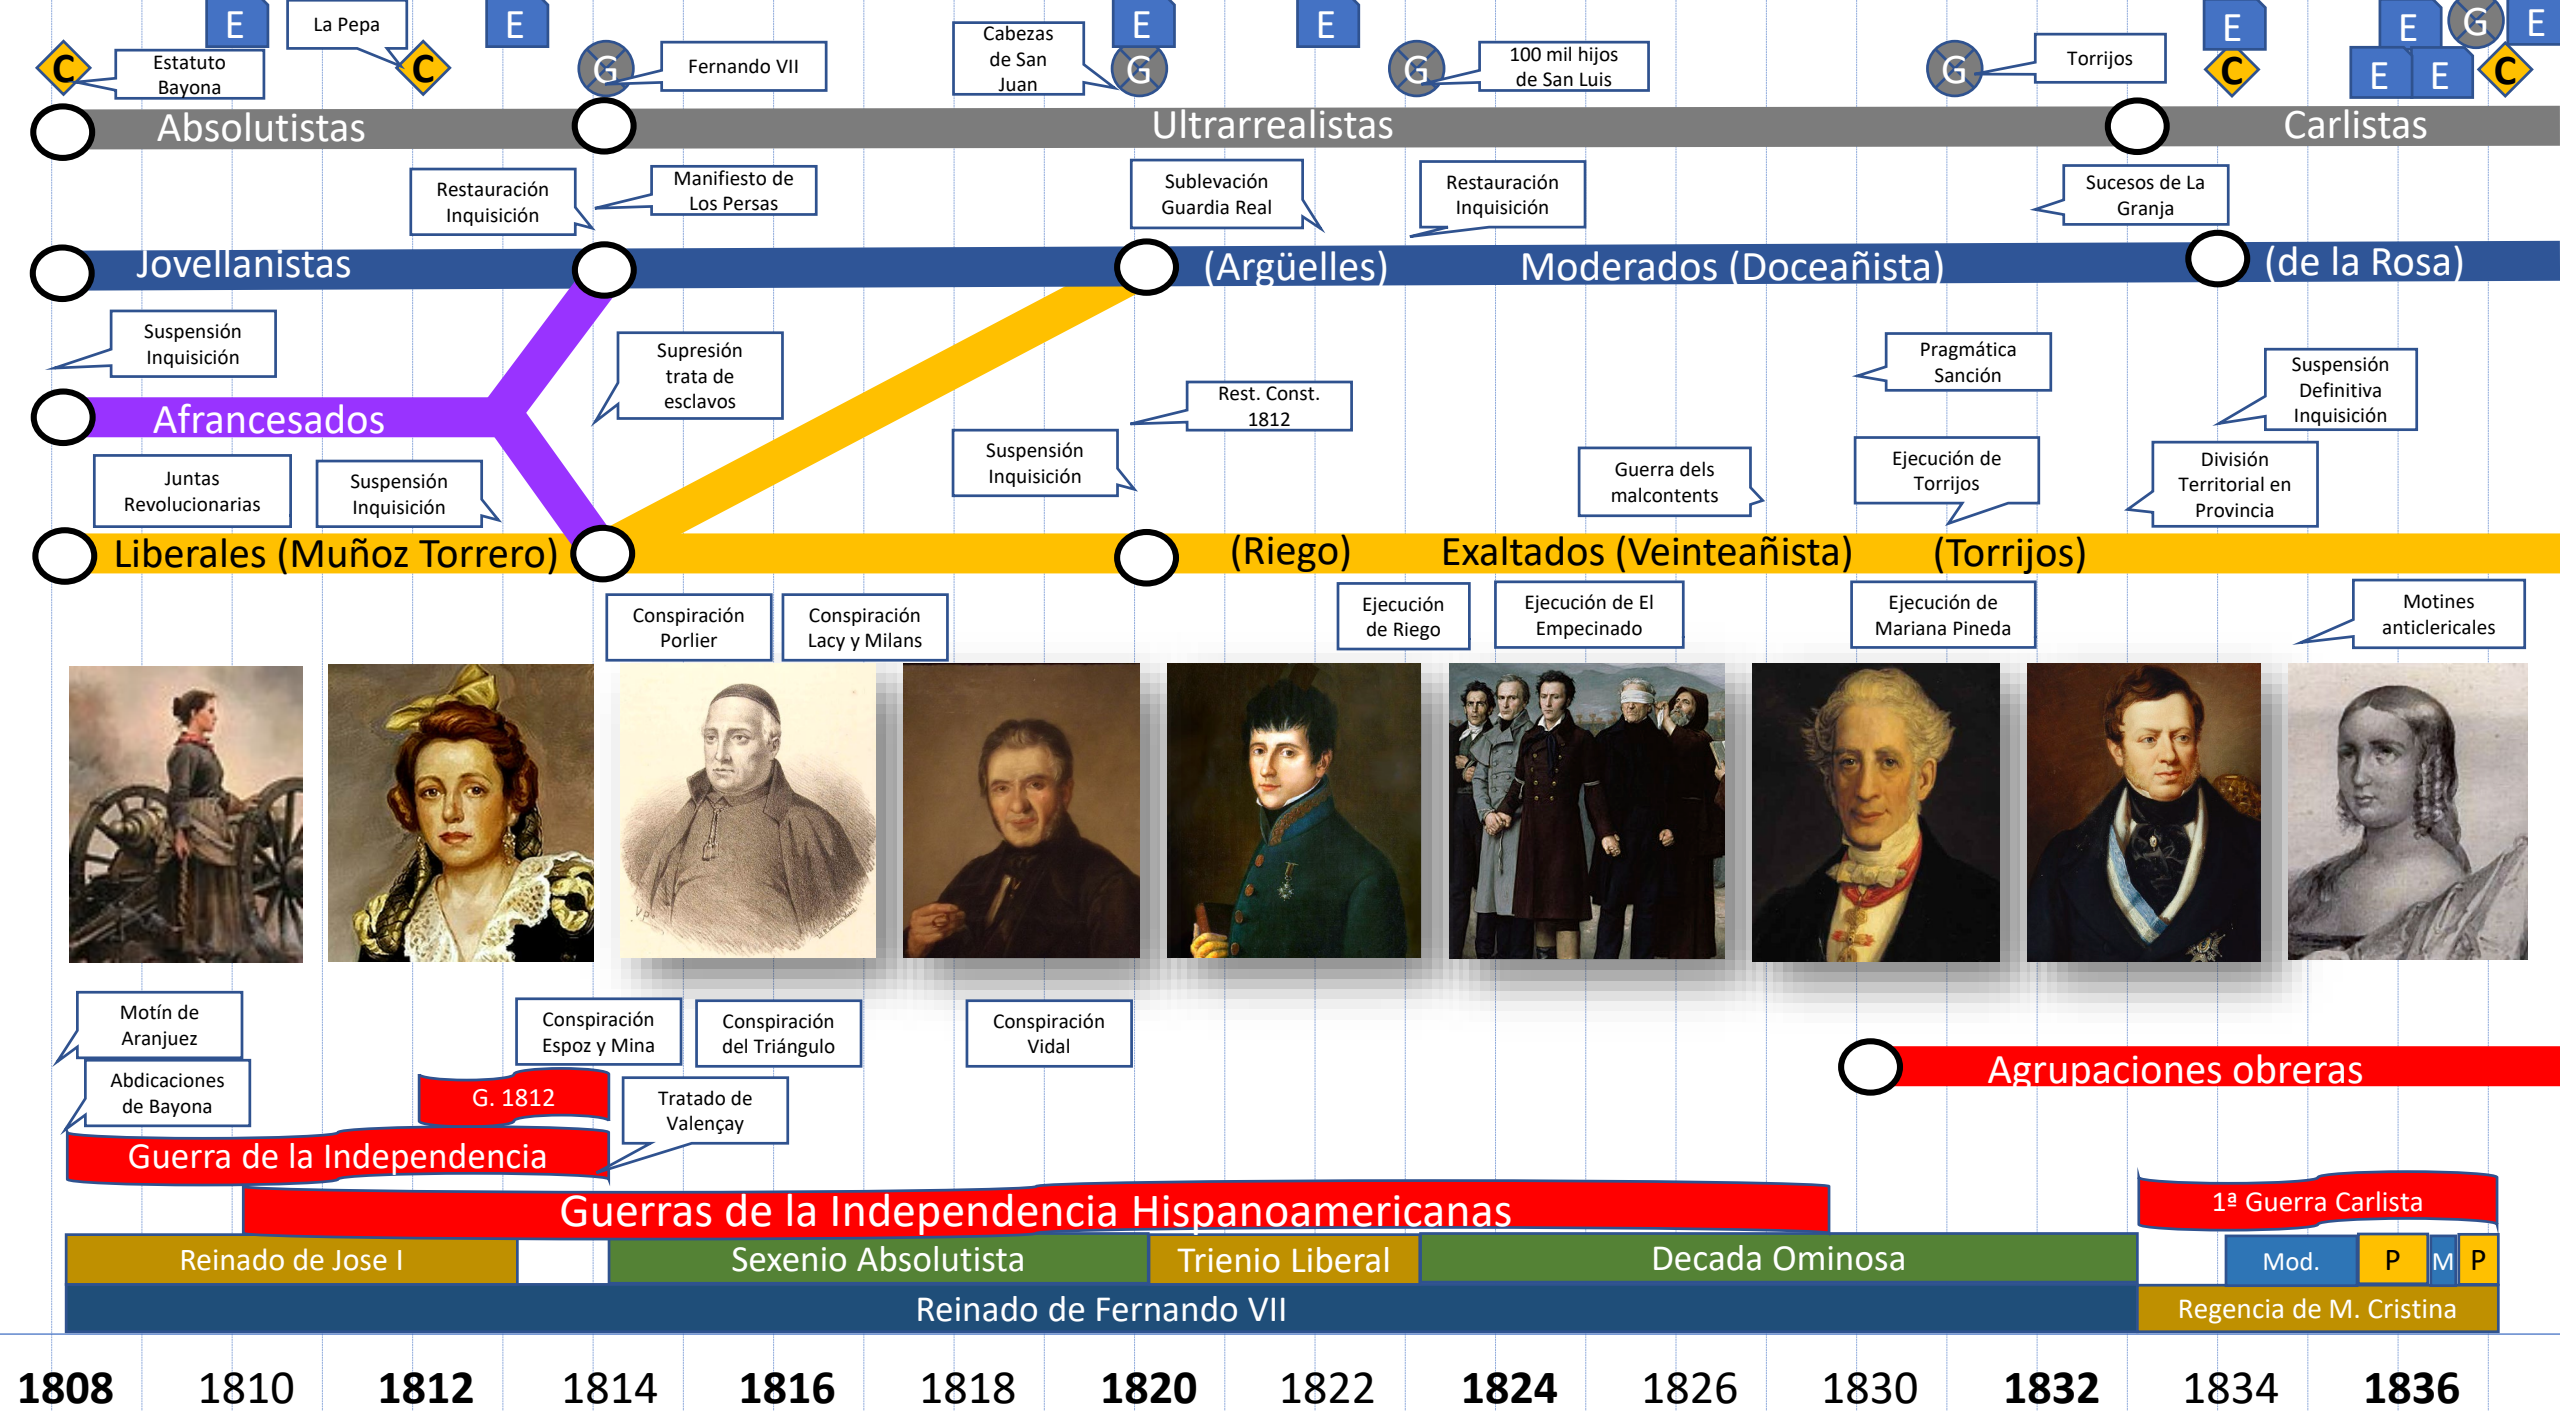 E
La Pepa
E
Cabezas
de San
Juan
E
E
E
E
G
E
C
Estatuto
Bayona
C
G
Fernando VII
G
G
100 mil hijos
de San Luis
G
Torrijos
C
E
E
C
Absolutistas
Ultrarrealistas
Carlistas
Restauración
Inquisición
Manifiesto de
Los Persas
Sublevación
Guardia Real
Restauración
Inquisición
Sucesos de La
Granja
Jovellanistas
(Argüelles)
Moderados (Doceañista)
(de la Rosa)
Suspensión
Inquisición
Supresión
trata de
esclavos
Pragmática
Sanción
Suspensión
Definitiva
Inquisición
Afrancesados
Rest. Const.
1812
Juntas
Revolucionarias
Suspensión
Inquisición
Suspensión
Inquisición
Guerra dels
malcontents
Ejecución de
Torrijos
División
Territorial en
Provincia
Liberales (Muñoz Torrero)
(Riego)
Exaltados (Veinteañista)
(Torrijos)
Conspiración
Porlier
Conspiración
Lacy y Milans
Ejecución
de Riego
Ejecución de El
Empecinado
Ejecución de
Mariana Pineda
Motines
anticlericales
Motín de
Aranjuez
Conspiración
Espoz y Mina
Conspiración
del Triángulo
Conspiración
Vidal
Abdicaciones
de Bayona
G. 1812
Tratado de
Valençay
Agrupaciones obreras
Guerra de la Independencia
Guerras de la Independencia Hispanoamericanas
1ª Guerra Carlista
Reinado de Jose I
Sexenio Absolutista
Trienio Liberal
Decada Ominosa
Mod.
P
M
P
Reinado de Fernando VII
Regencia de M. Cristina
1808 1810 1812 1814 1816 1818 1820 1822 1824 1826 1830 1832 1834 1836